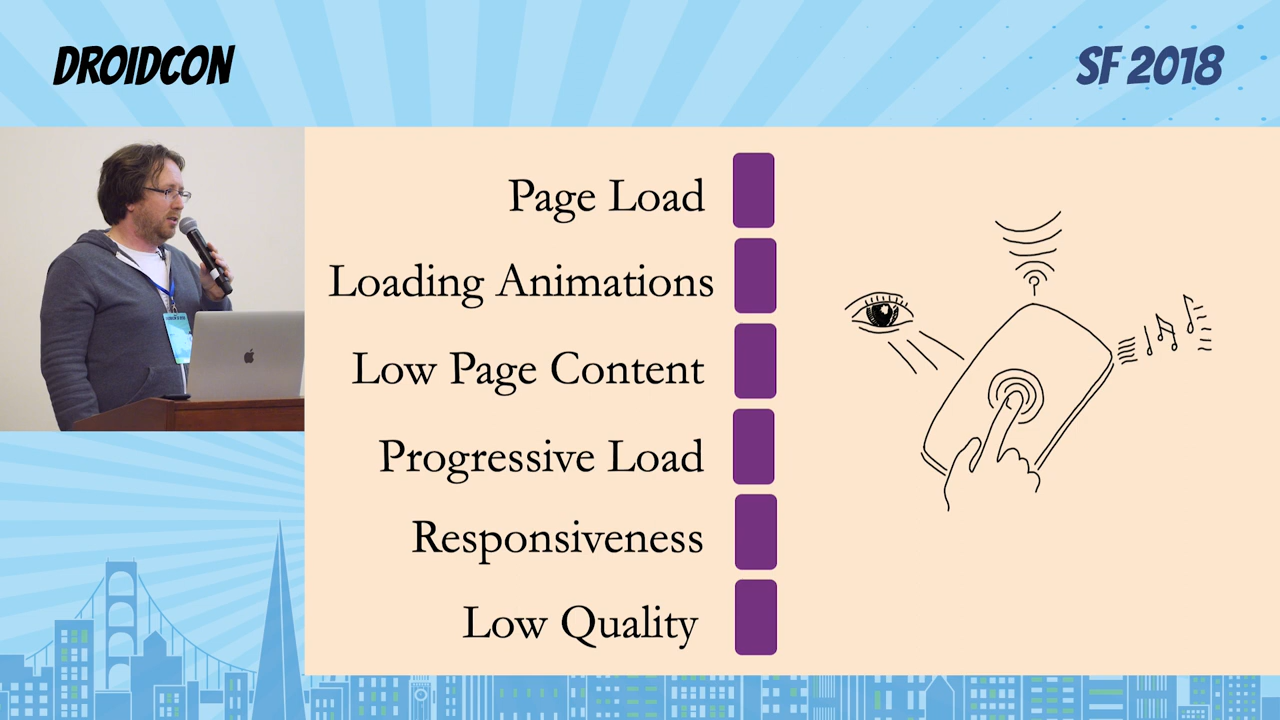 DROIDCON
SF 2018
Page Load
Loading Animations
Low Page Content
Progressive Load
Responsiveness
Low Quality